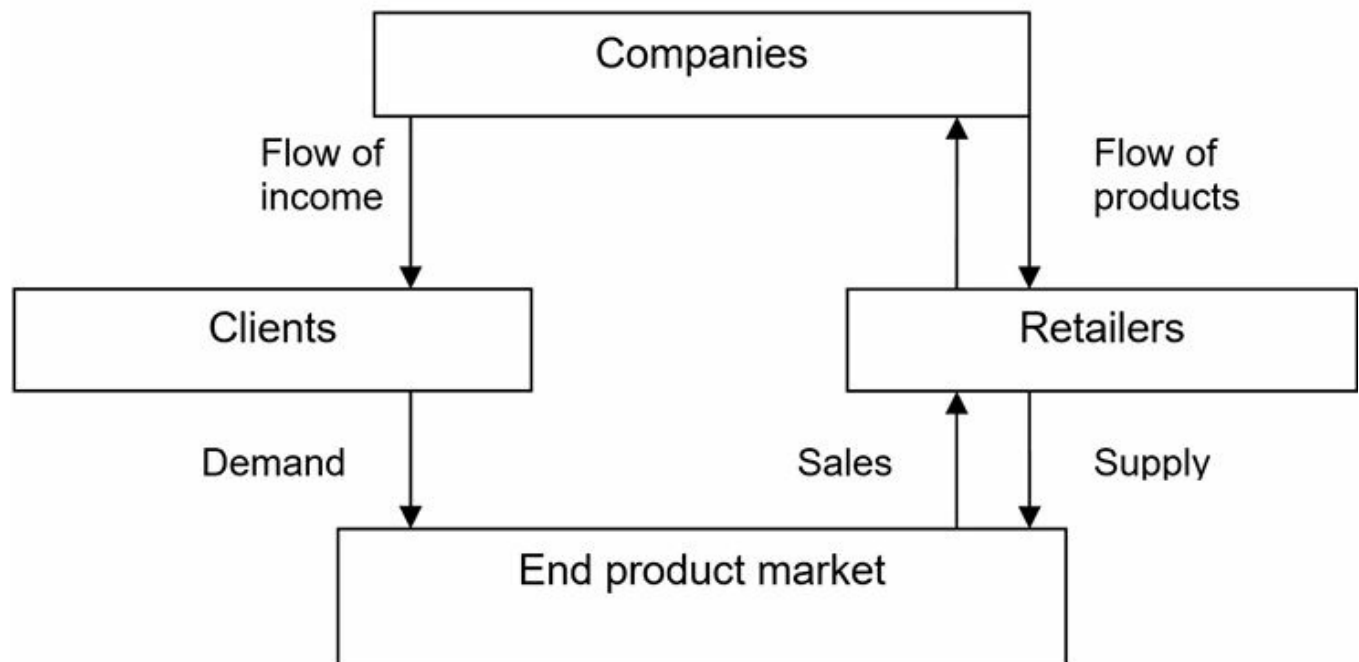 Companies
Flow of
income
Flow of
products
Clients
Retailers
Demand
Sales
Supply
End product market